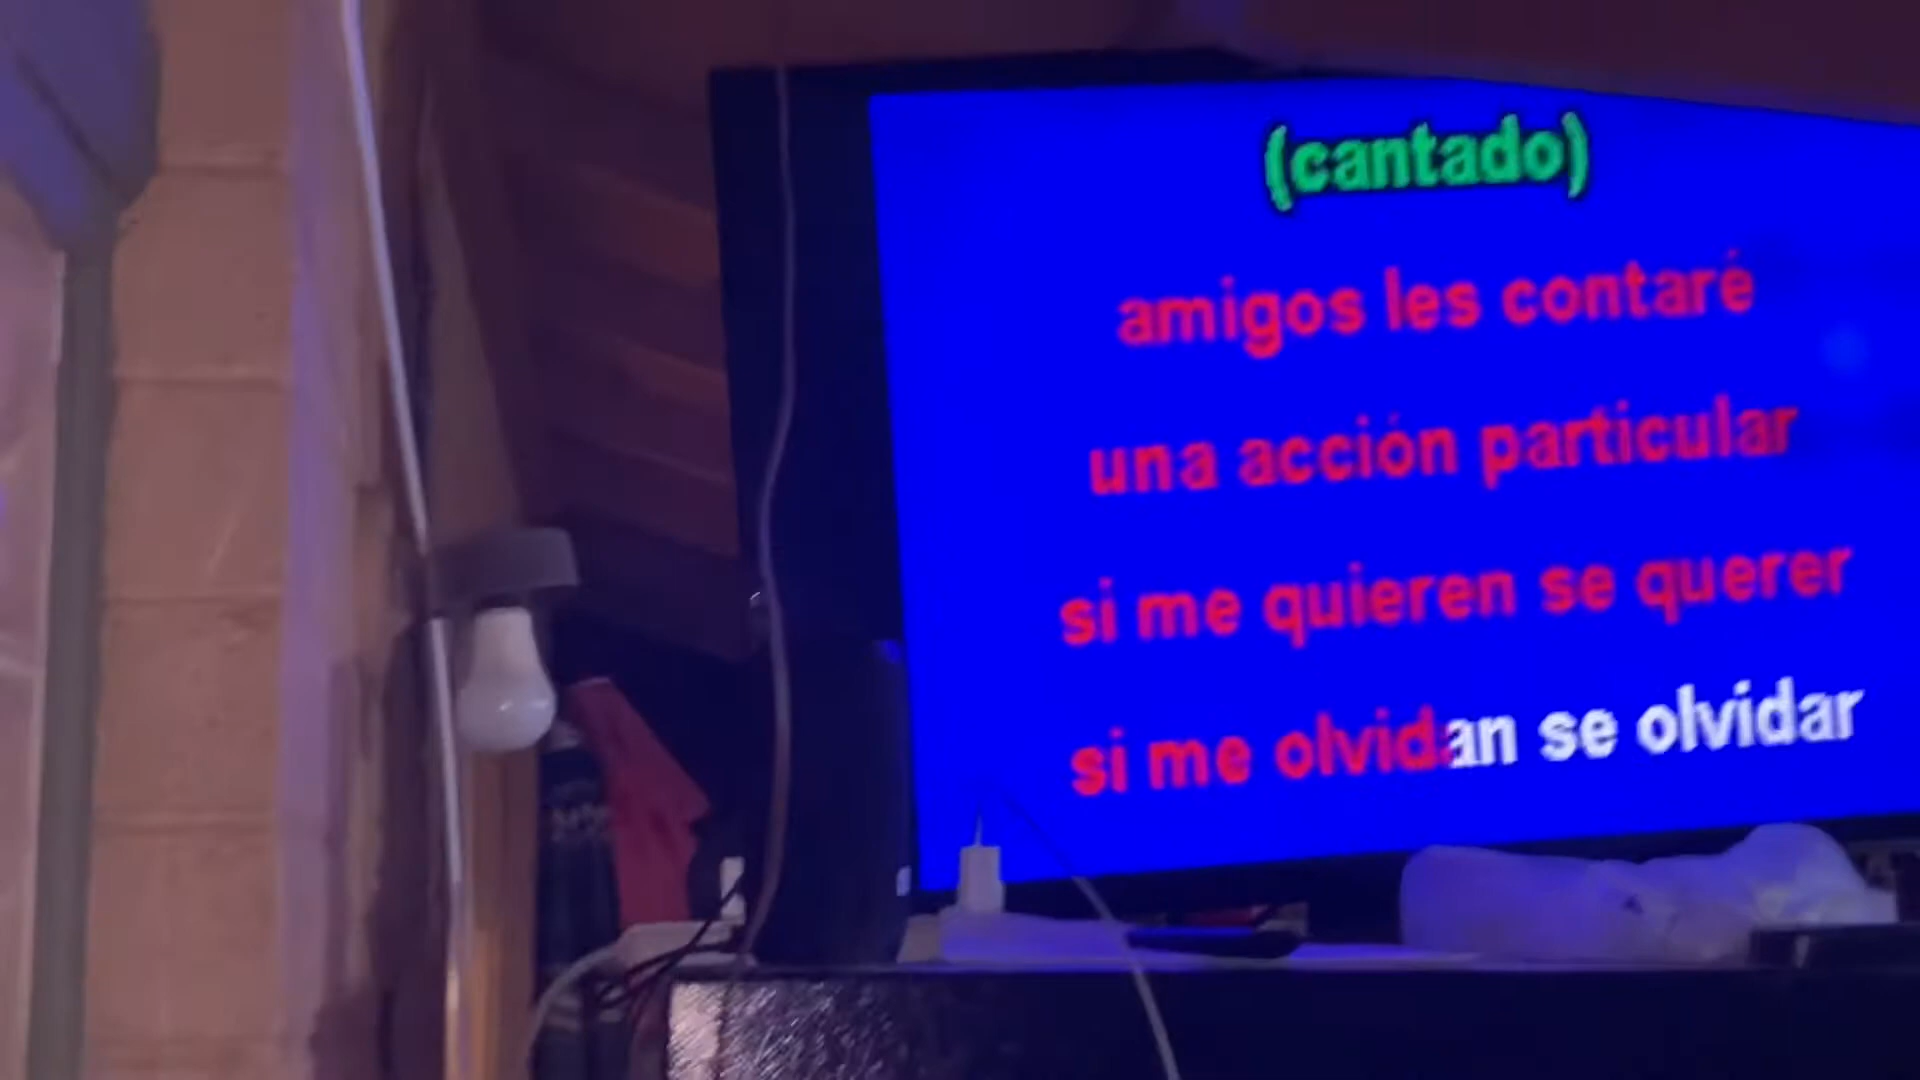 (cantado)
amigos les contaré
una acción particular
si me quieren se querer
si me olvidan se olvidar